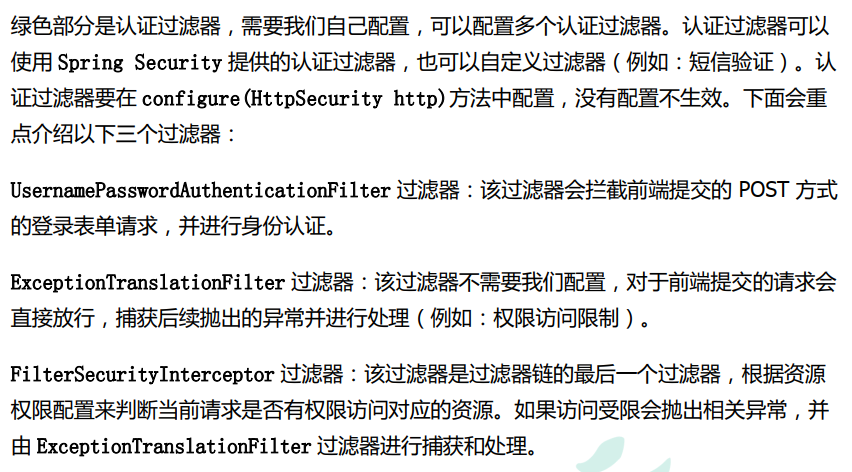 绿色部分是认证过滤器，需要我们自己配置，可以配置多个认证过滤器。认证过滤器可以
使用 Spring Security 提供的认证过滤器，也可以自定义过滤器（例如：短信验证）。认
证过滤器要在 configure(HttpSecurity http)方法中配置，没有配置不生效。下面会重
点介绍以下三个过滤器：
UsernamePasswordAuthenticationFilter 过滤器：该过滤器会拦截前端提交的 POST 方式
的登录表单请求，并进行身份认证。
ExceptionTranslationFilter 过滤器：该过滤器不需要我们配置，对于前端提交的请求会
直接放行，捕获后续抛出的异常并进行处理（例如：权限访问限制）。
FilterSecurityInterceptor 过滤器：该过滤器是过滤器链的最后一个过滤器，根据资源
权限配置来判断当前请求是否有权限访问对应的资源。如果访问受限会抛出相关异常，并
由 ExceptionTranslationFilter 过滤器进行捕获和处理。